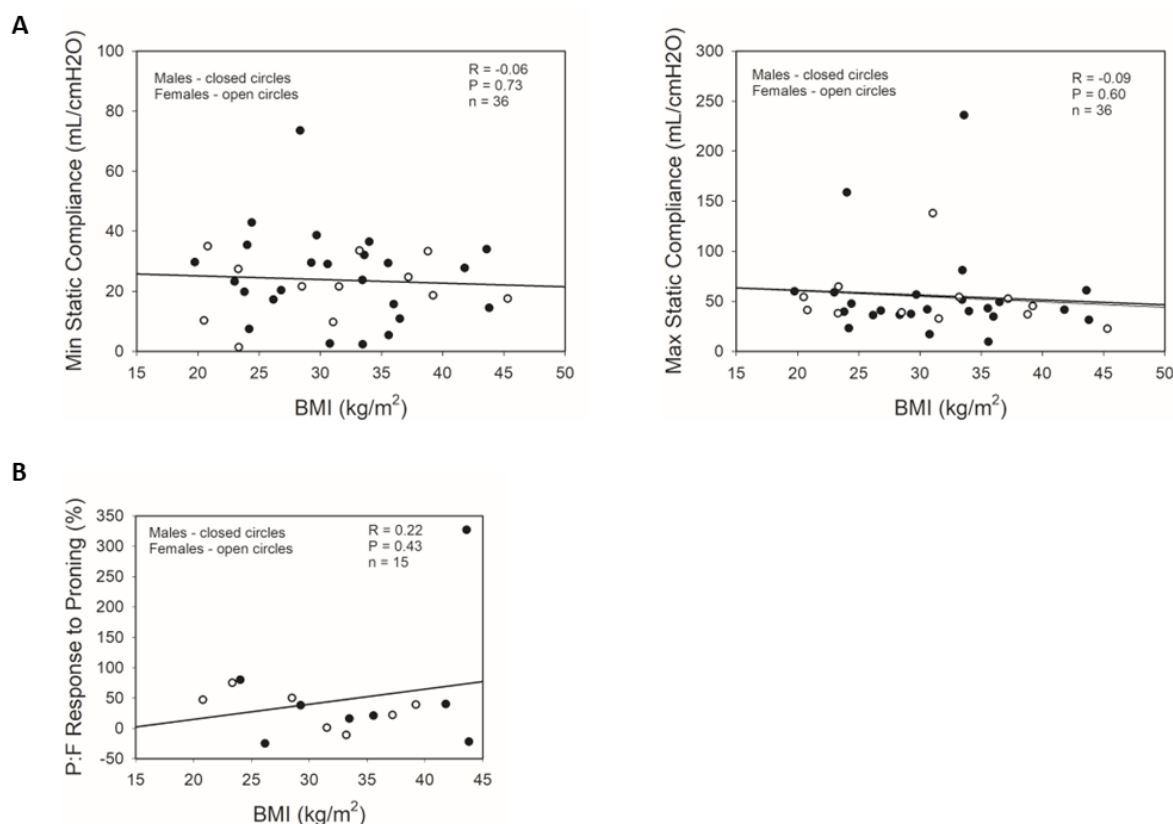 A
Min Static Compliance (mL/cmH2O)
100
80
60
40
20
0
Males - closed circles
Females - open circles
R = -0.06
P = 0.73
n = 36
15 20 25 30 35 40 45 50
BMI (kg/m²)
Max Static Compliance (mL/cmH2O)
300
250
200
150
100
50
0
Males - closed circles
Females - open circles
R = -0.09
P = 0.60
n = 36
15 20 25 30 35 40 45 50
BMI (kg/m²)
B
P:F Response to Proning (%)
350
300
250
200
150
100
50
0
-50
Males - closed circles
Females - open circles
R = 0.22
P = 0.43
n = 15
15 20 25 30 35 40 45
BMI (kg/m²)